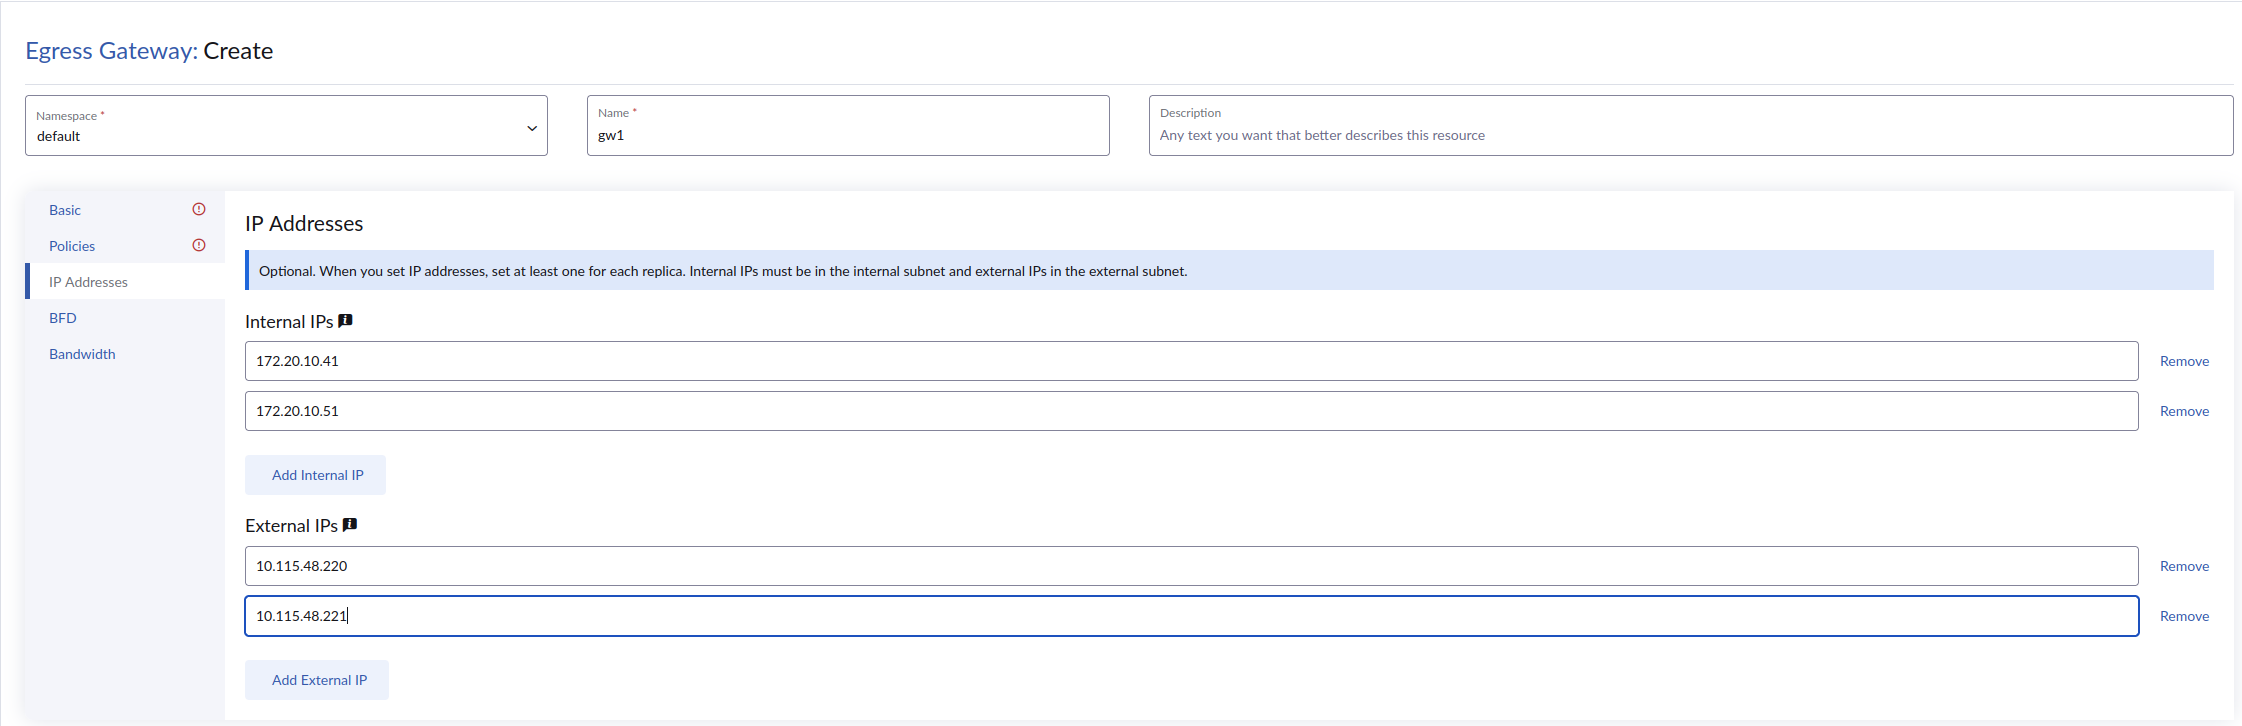 Egress Gateway: Create
Namespace *
default
Name *
gw1
Description
Any text you want that better describes this resource
Basic
Policies
IP Addresses
BFD
Bandwidth
IP Addresses
Optional. When you set IP addresses, set at least one for each replica. Internal IPs must be in the internal subnet and external IPs in the external subnet.
Internal IPs
172.20.10.41 Remove
172.20.10.51 Remove
Add Internal IP
External IPs
10.115.48.220 Remove
10.115.48.221 Remove
Add External IP